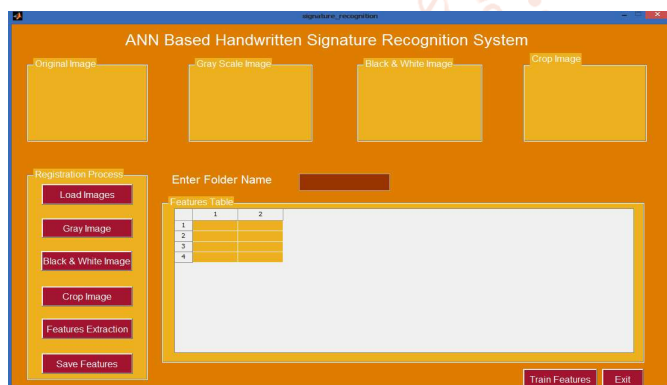 signature_recognition
ANN Based Handwritten Signature Recognition System
Original Image
Gray Scale Image
Black & White Image
Crop Image
Registration Process
Load Images
Gray Image
Black & White Image
Crop Image
Features Extraction
Save Features
Enter Folder Name
Features Table
1 2
1
2
3
4
Train Features Exit